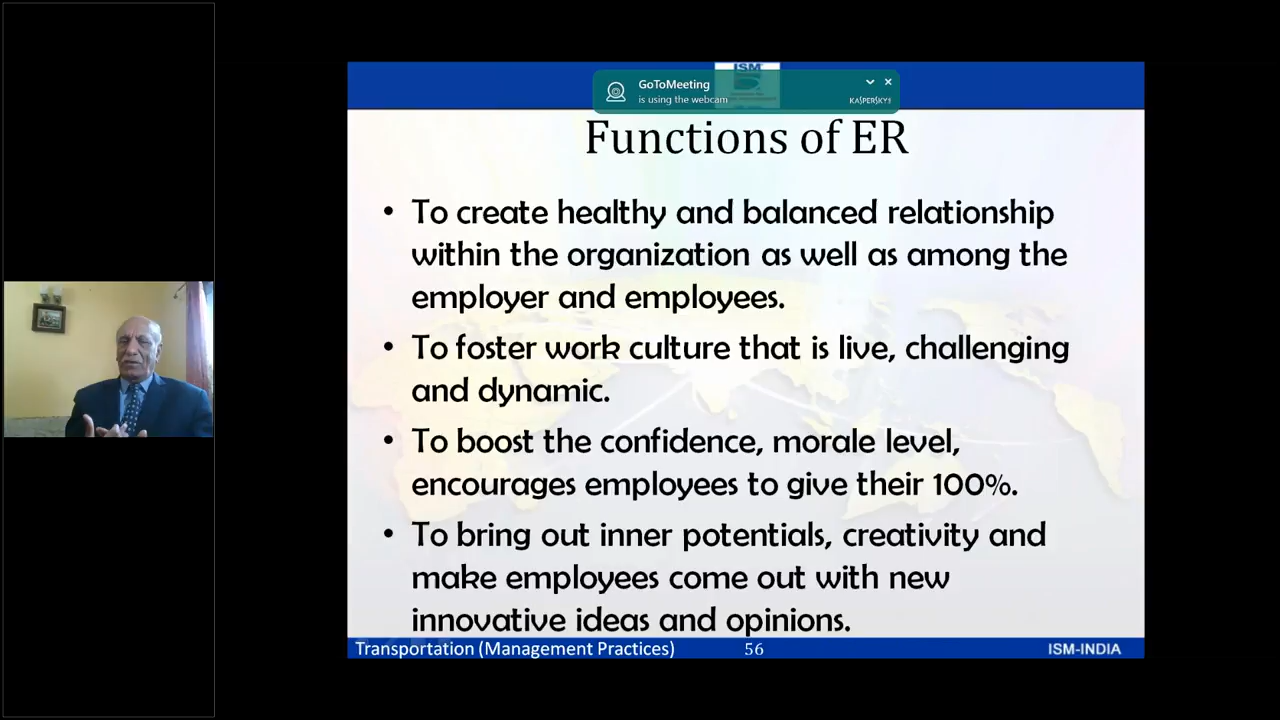 ISM
GoToMeeting
is using the webcam
KASPERSKY
Functions of ER
• To create healthy and balanced relationship
within the organization as well as among the
employer and employees.
• To foster work culture that is live, challenging
and dynamic.
• To boost the confidence, morale level,
encourages employees to give their 100%.
• To bring out inner potentials, creativity and
make employees come out with new
innovative ideas and opinions.
Transportation (Management Practices) 56 ISM-INDIA